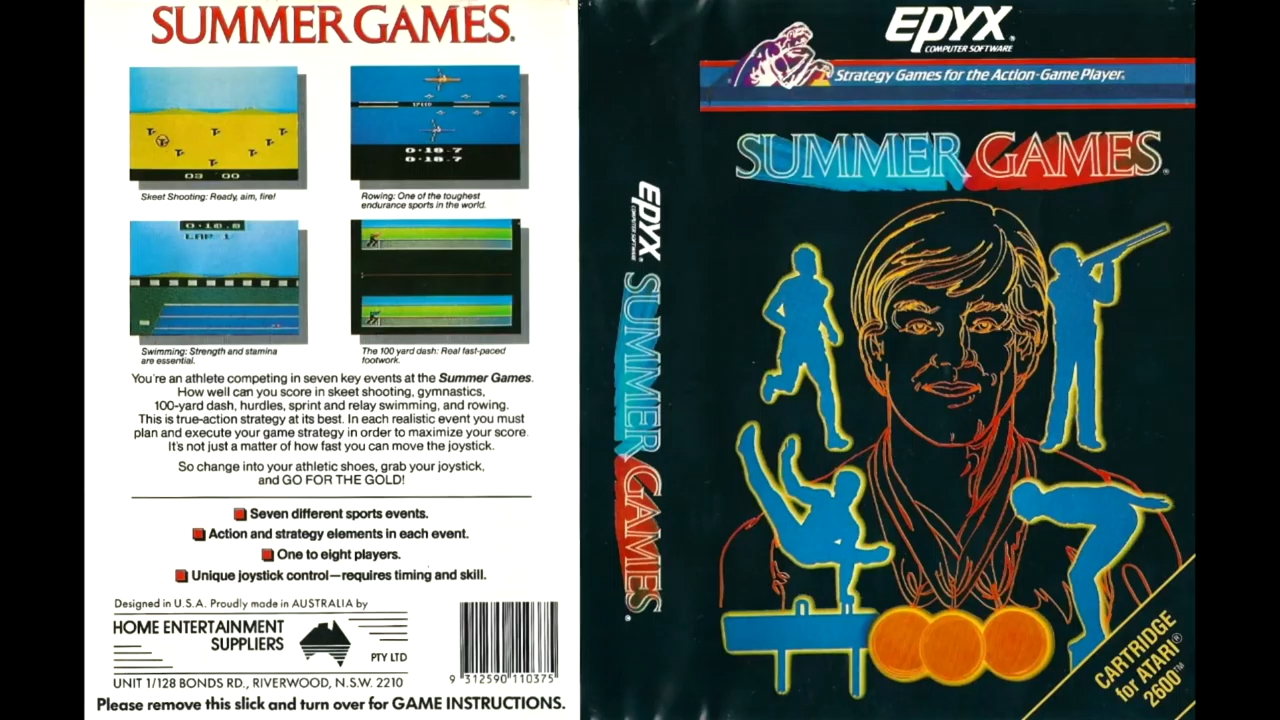 SUMMER GAMES.
SPEED
0:18.7
0:18.7
03 00
Skeet Shooting: Ready, aim, fire!
Rowing: One of the toughest
endurance sports in the world.
0:10.0
LAP 1
Swimming: Strength and stamina
are essential.
The 100 yard dash: Real fast-paced
footwork.
You're an athlete competing in seven key events at the Summer Games.
How well can you score in skeet shooting, gymnastics,
100-yard dash, hurdles, sprint and relay swimming, and rowing.
This is true-action strategy at its best. In each realistic event you must
plan and execute your game strategy in order to maximize your score.
It's not just a matter of how fast you can move the joystick.
So change into your athletic shoes, grab your joystick,
and GO FOR THE GOLD!
Seven different sports events.
Action and strategy elements in each event.
One to eight players.
Unique joystick control—requires timing and skill.
Designed in U.S.A. Proudly made in AUSTRALIA by
HOME ENTERTAINMENT
SUPPLIERS
PTY LTD
UNIT 1/128 BONDS RD., RIVERWOOD, N.S.W. 2210
9 312590 110375
Please remove this slick and turn over for GAME INSTRUCTIONS.
EPYX
COMPUTER SOFTWARE
SUMMER GAMES
EPYX
COMPUTER SOFTWARE
Strategy Games for the Action-Game Player.
SUMMER GAMES
CARTRIDGE
for ATARI®
2600™